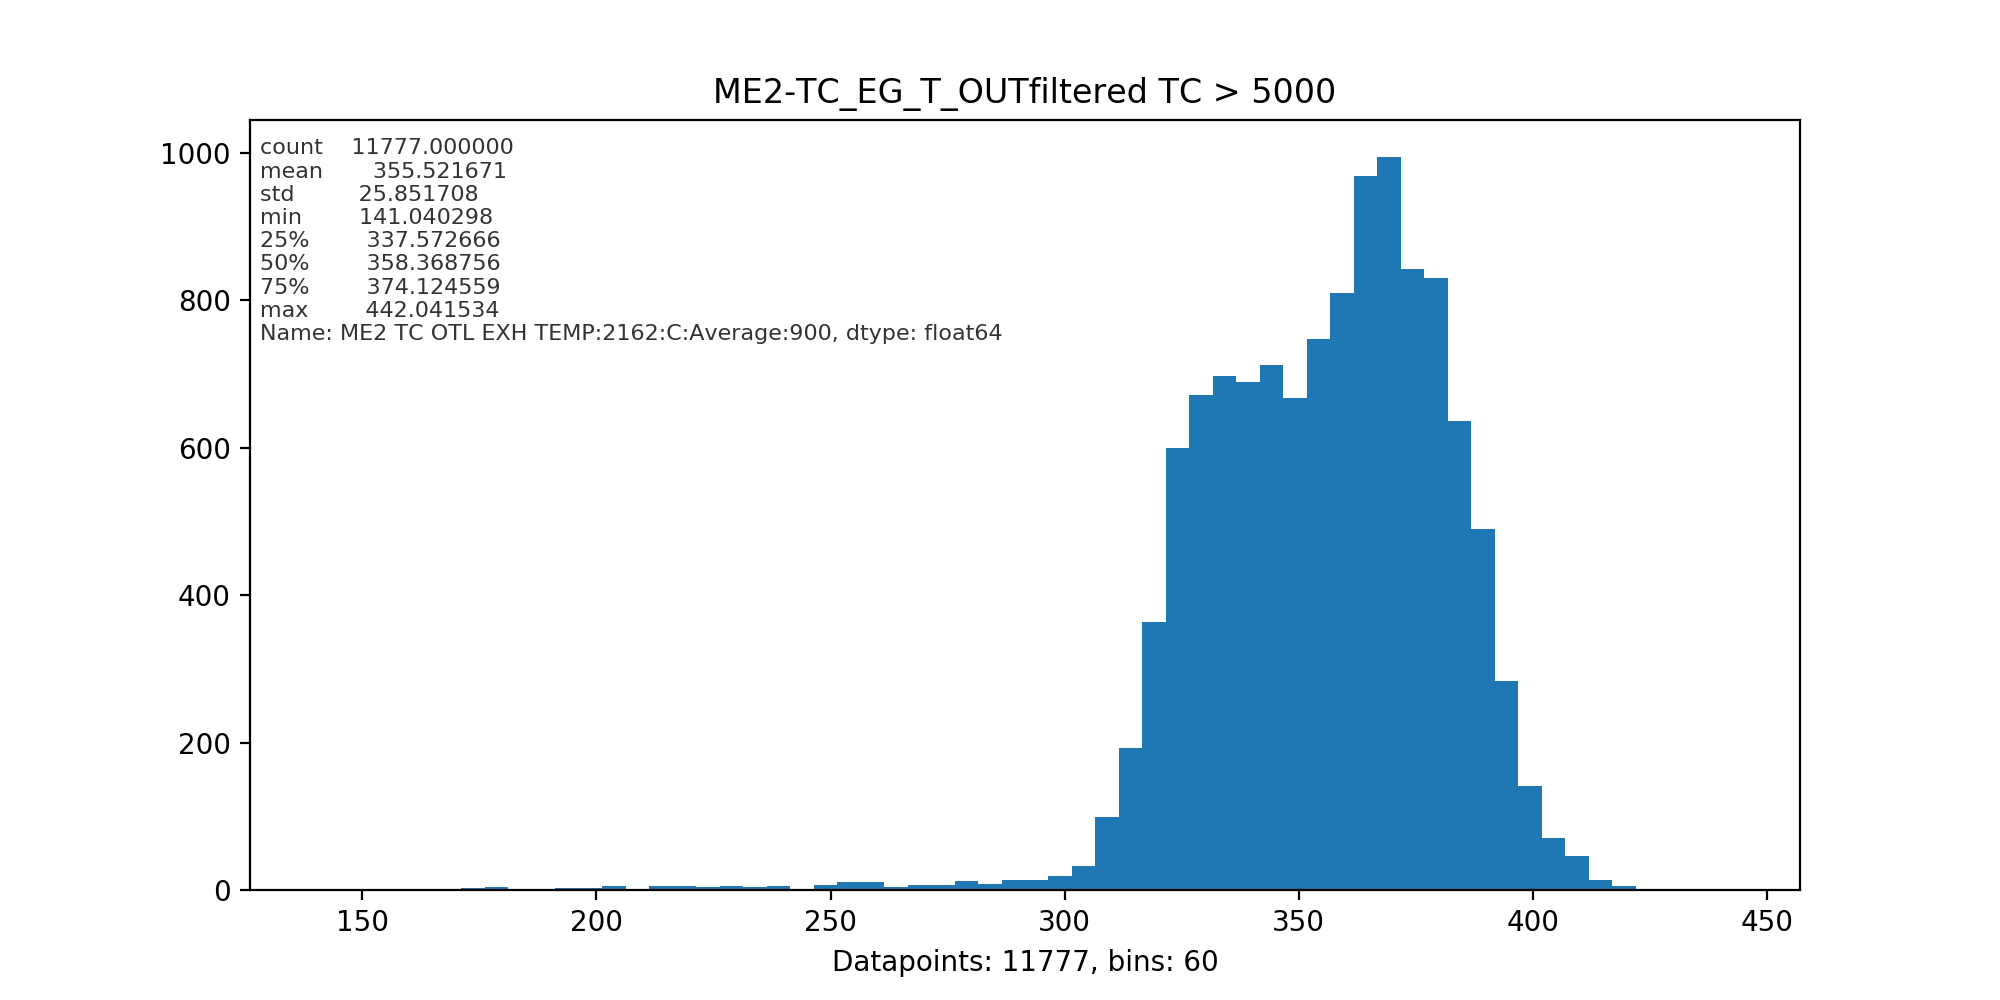 ME2-TC_EG_T_OUTfiltered TC > 5000
count 11777.000000
mean 355.521671
std 25.851708
min 141.040298
25% 337.572666
50% 358.368756
75% 374.124559
max 442.041534
Name: ME2 TC OTL EXH TEMP:2162:C:Average:900, dtype: float64
1000
800
600
400
200
0
150 200 250 300 350 400 450
Datapoints: 11777, bins: 60